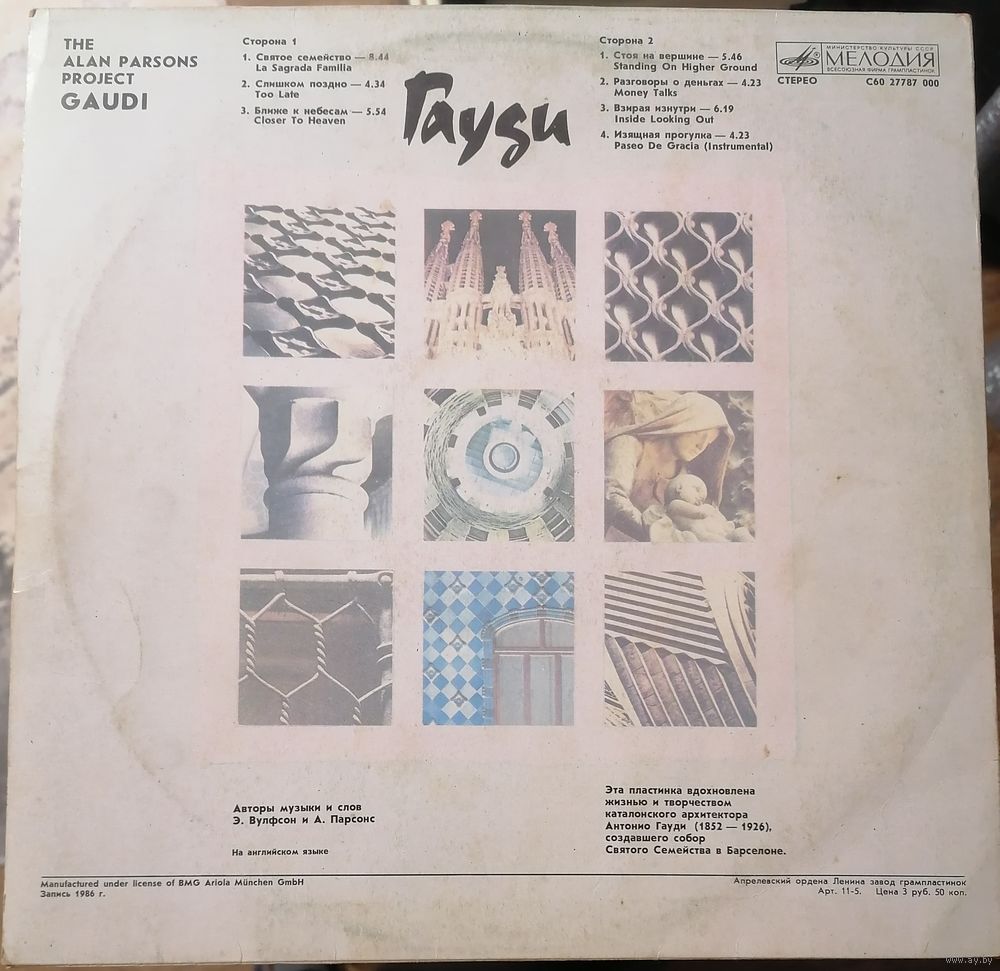 THE
ALAN PARSONS
PROJECT
GAUDI
Сторона 1
1. Святое семейство — 8.44
La Sagrada Familia
2. Слишком поздно — 4.34
Too Late
3. Ближе к небесам — 5.54
Closer To Heaven
Гауди
Сторона 2
1. Стоя на вершине — 5.46
Standing On Higher Ground
2. Разговоры о деньгах — 4.23
Money Talks
3. Взирая изнутри — 6.19
Inside Looking Out
4. Изящная прогулка — 4.23
Paseo De Gracia (Instrumental)
МИНИСТЕРСТВО КУЛЬТУРЫ СССР
МЕЛОДИЯ
ВСЕСОЮЗНАЯ ФИРМА ГРАМПЛАСТИНОК
СТЕРЕО
С60 27787 000
Авторы музыки и слов
Э. Вулфсон и А. Парсонс
На английском языке
Эта пластинка вдохновлена
жизнью и творчеством
каталонского архитектора
Антонио Гауди (1852 — 1926),
создавшего собор
Святого Семейства в Барселоне.
Manufactured under license of BMG Ariola München GmbH
Запись 1986 г.
Апрелевский ордена Ленина завод грампластинок
Арт. 11-5. Цена 3 руб. 50 коп.
www.ay.by